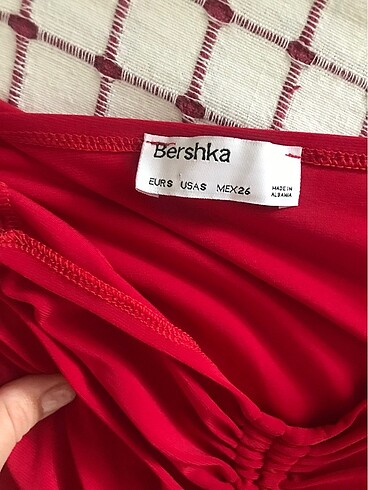 Bershka
EUR S USA S MEX 26
MADE IN
ALBANIA